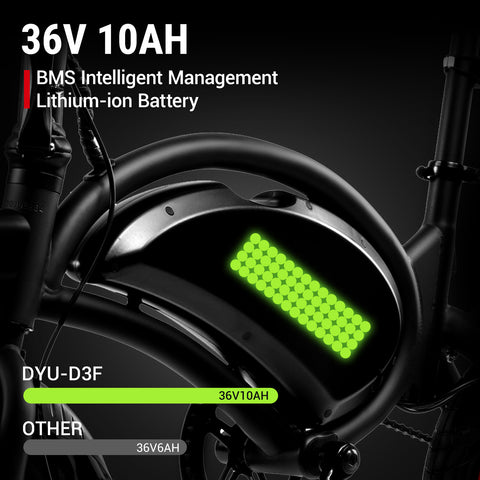 36V 10AH
BMS Intelligent Management
Lithium-ion Battery
DYU-D3F
36V10AH
OTHER
36V6AH